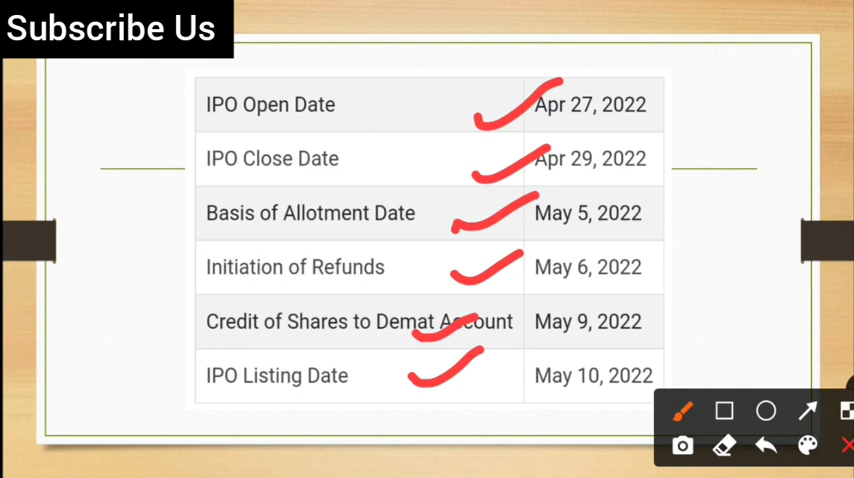 Subscribe Us
IPO Open Date Apr 27, 2022
IPO Close Date Apr 29, 2022
Basis of Allotment Date May 5, 2022
Initiation of Refunds May 6, 2022
Credit of Shares to Demat Account May 9, 2022
IPO Listing Date May 10, 2022